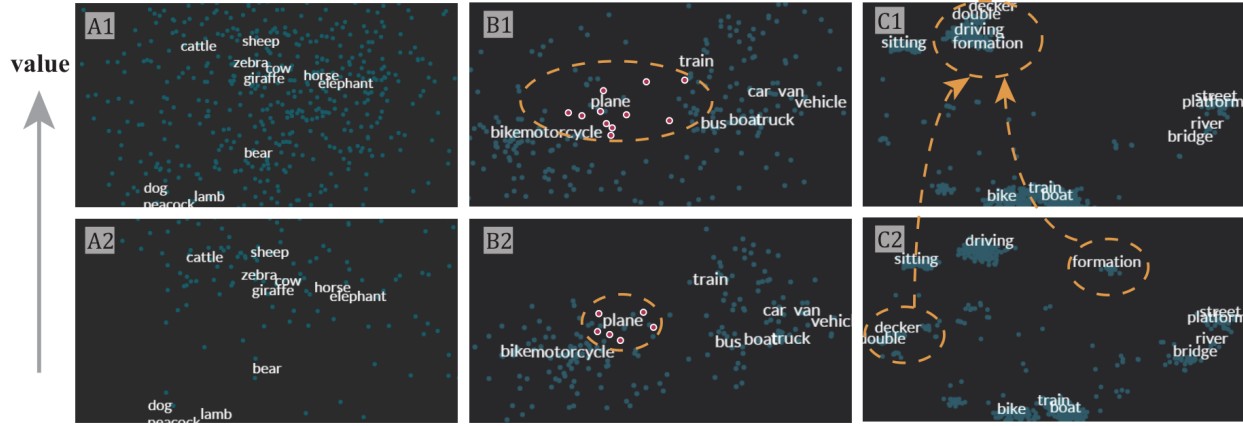 value
A1
cattle
sheep
zebra
cow
giraffe
horse
elephant
bear
dog
lamb
peacock
B1
train
plane
car van
vehicle
bikemotorcycle
bus
boat
truck
C1
decker
double
driving
sitting
formation
street
platform
river
bridge
train
bike
boat
A2
cattle
sheep
zebra
cow
giraffe
horse
elephant
bear
dog
lamb
peacock
B2
train
plane
car van
vehicle
bikemotorcycle
bus
boat
truck
C2
driving
sitting
formation
decker
double
street
platform
river
bridge
train
bike
boat